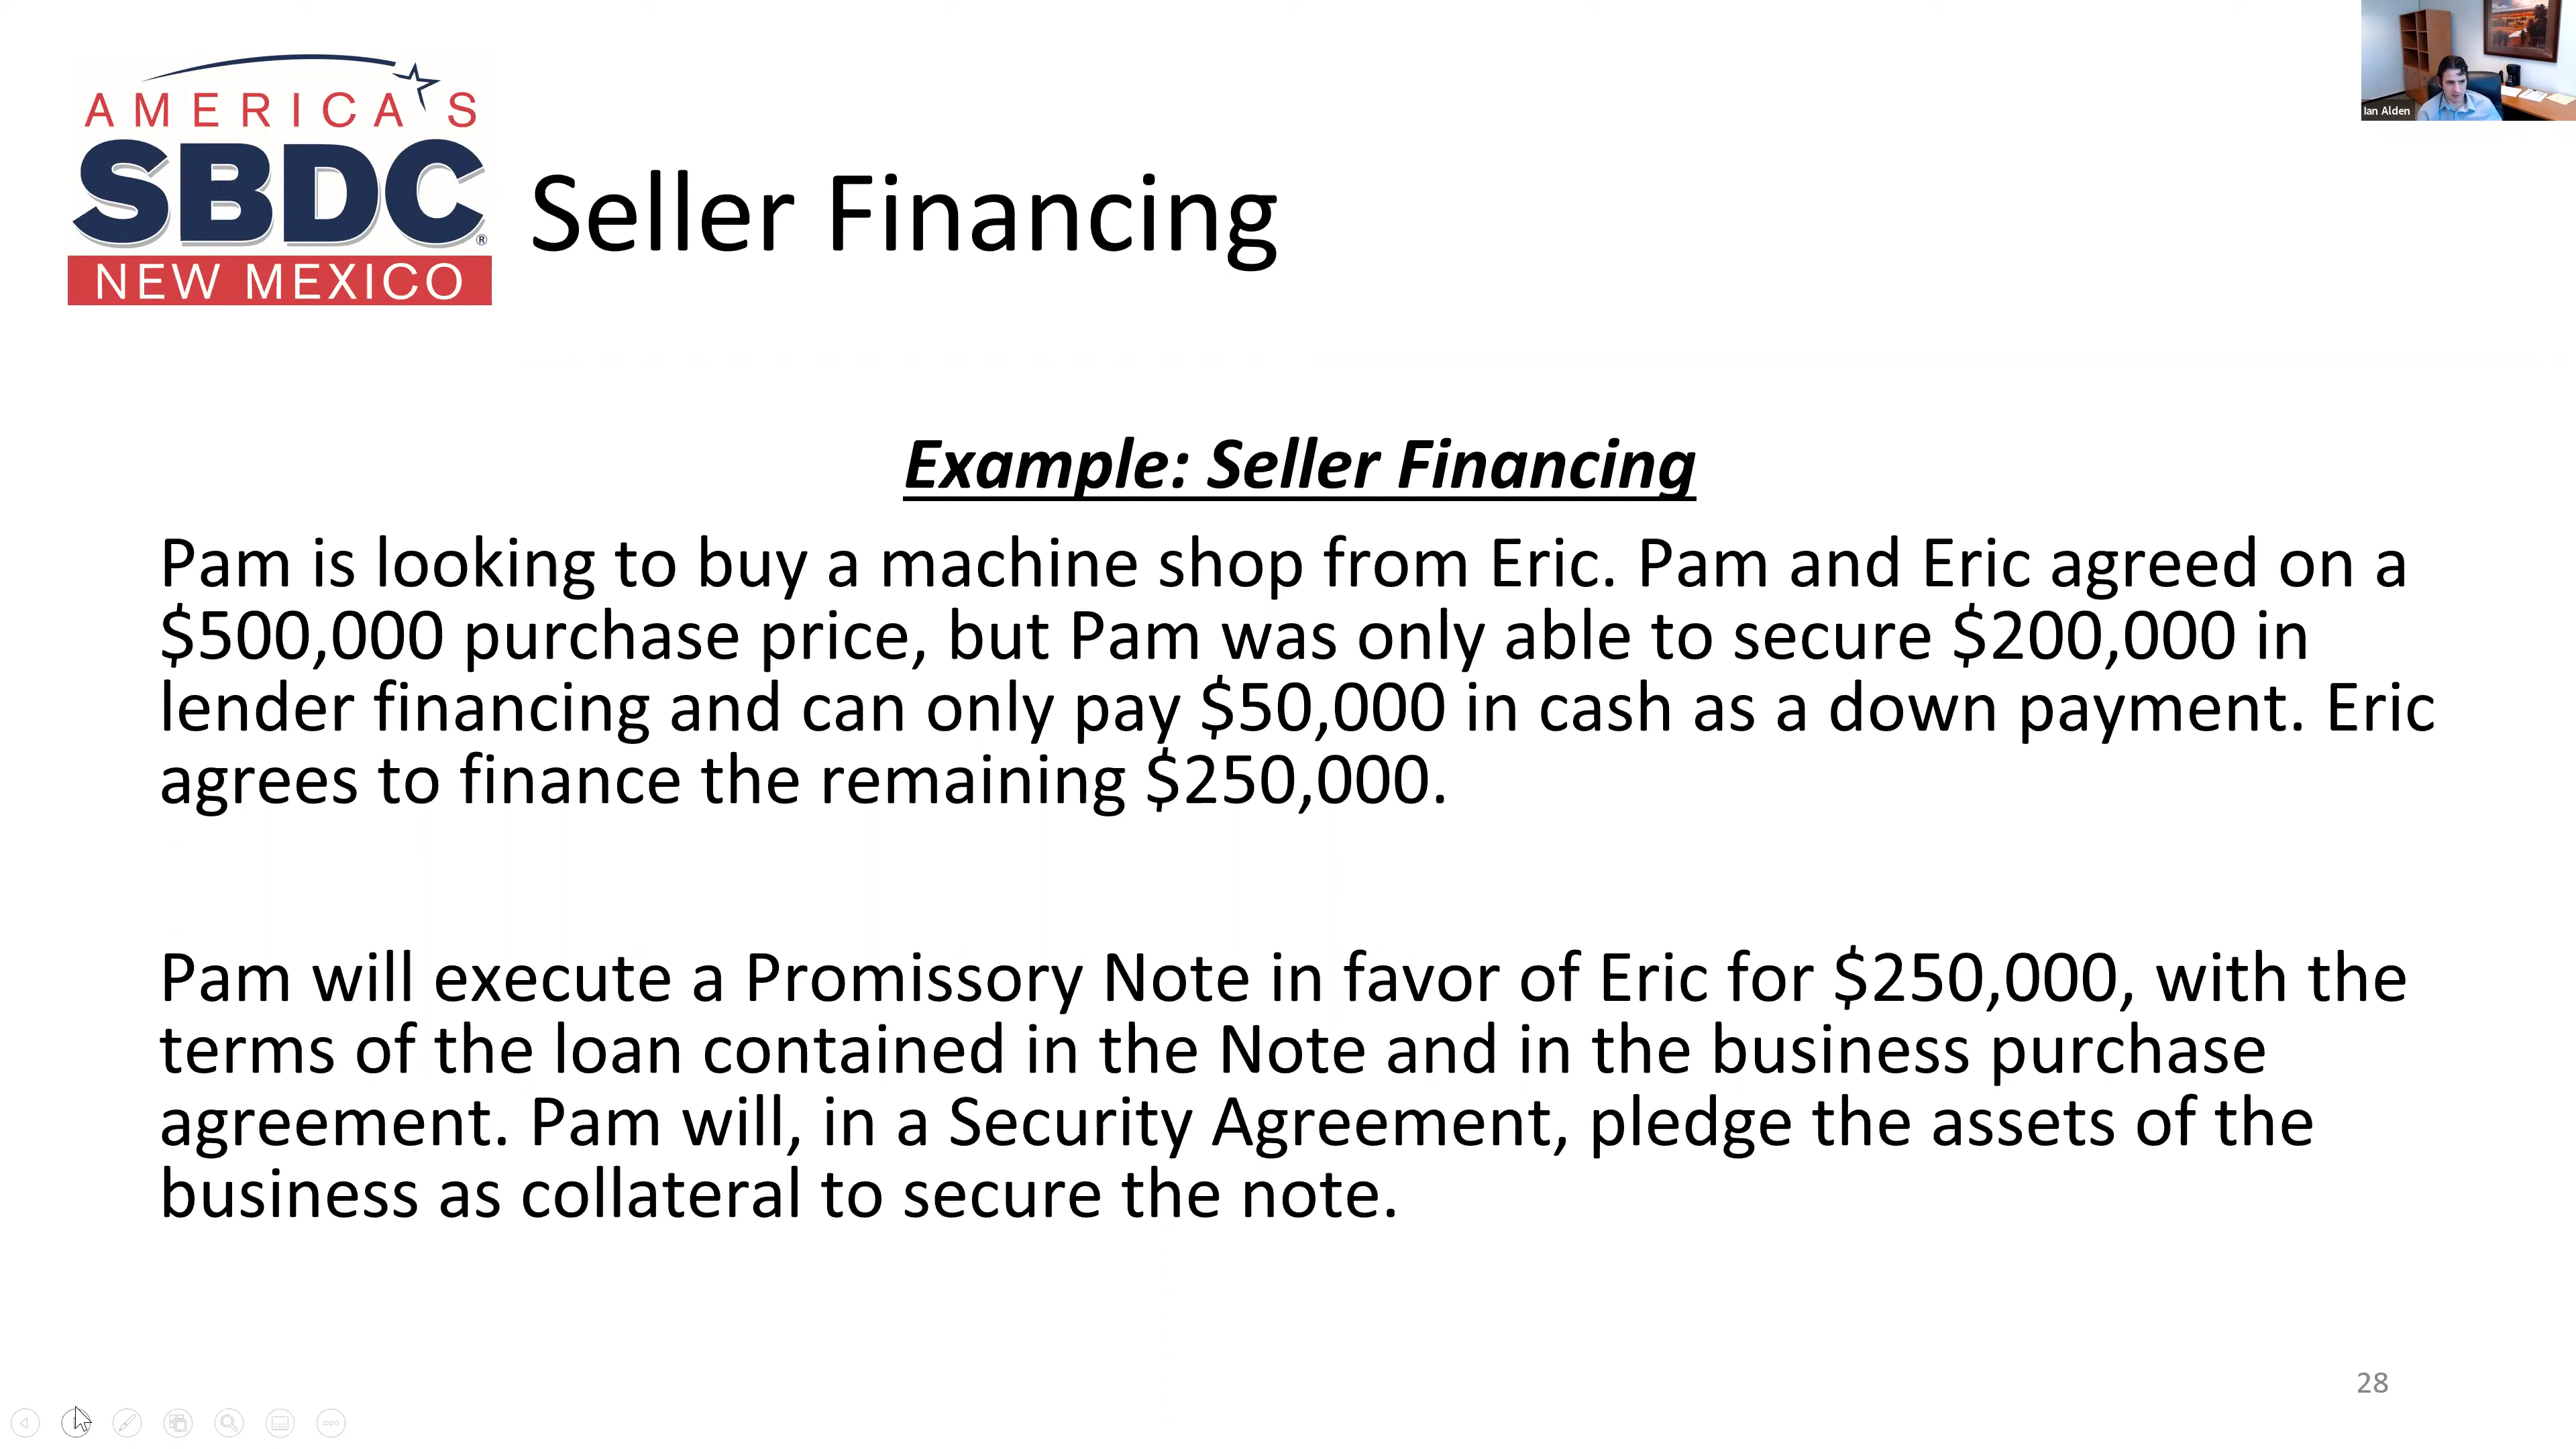 AMERICA'S
SBDC®
NEW MEXICO
Seller Financing
Ian Alden
Example: Seller Financing
Pam is looking to buy a machine shop from Eric. Pam and Eric agreed on a
$500,000 purchase price, but Pam was only able to secure $200,000 in
lender financing and can only pay $50,000 in cash as a down payment. Eric
agrees to finance the remaining $250,000.
Pam will execute a Promissory Note in favor of Eric for $250,000, with the
terms of the loan contained in the Note and in the business purchase
agreement. Pam will, in a Security Agreement, pledge the assets of the
business as collateral to secure the note.
28